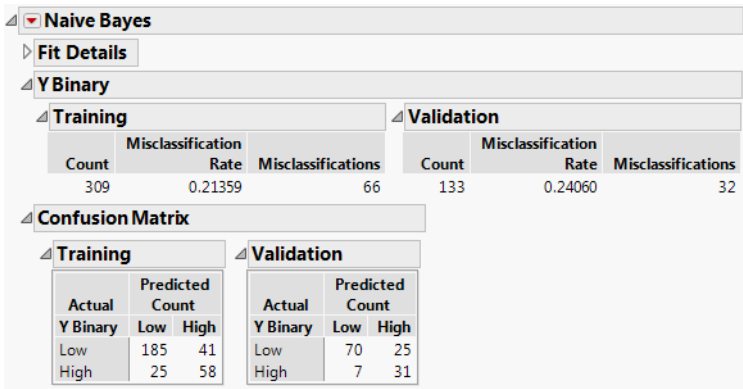 Naive Bayes
Fit Details
Y Binary
Training Validation
Misclassification Misclassification
Count Rate Misclassifications Count Rate Misclassifications
309 0.21359 66 133 0.24060 32
Confusion Matrix
Training Validation
Predicted Predicted
Actual Count Actual Count
Y Binary Low High Y Binary Low High
Low 185 41 Low 70 25
High 25 58 High 7 31